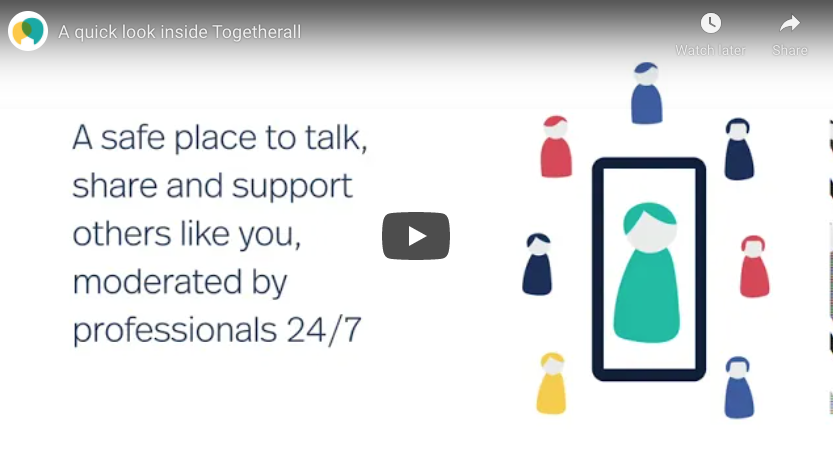 A quick look inside Togetherall
Watch later
Share
A safe place to talk,
share and support
others like you,
moderated by
professionals 24/7